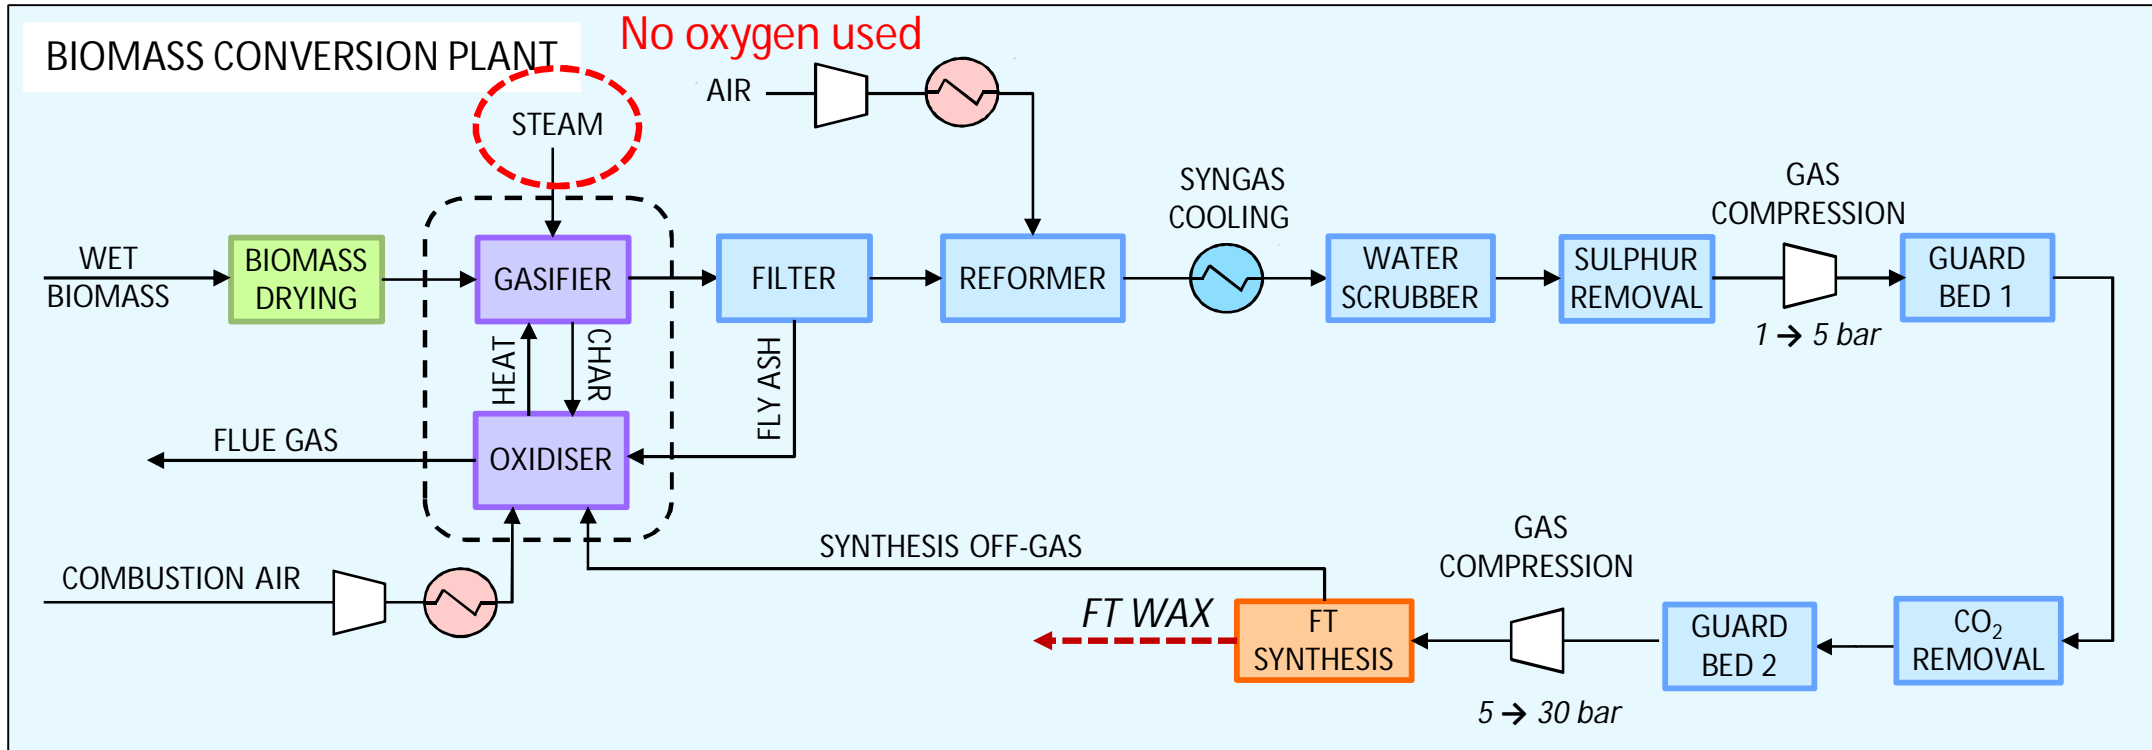 BIOMASS CONVERSION PLANT
No oxygen used
STEAM
AIR
WET
BIOMASS
BIOMASS
DRYING
GASIFIER
FILTER
REFORMER
SYNGAS
COOLING
WATER
SCRUBBER
SULPHUR
REMOVAL
GAS
COMPRESSION
1 → 5 bar
GUARD
BED 1
HEAT
CHAR
FLY ASH
FLUE GAS
OXIDISER
COMBUSTION AIR
SYNTHESIS OFF-GAS
FT WAX
FT
SYNTHESIS
GAS
COMPRESSION
5 → 30 bar
GUARD
BED 2
CO₂
REMOVAL